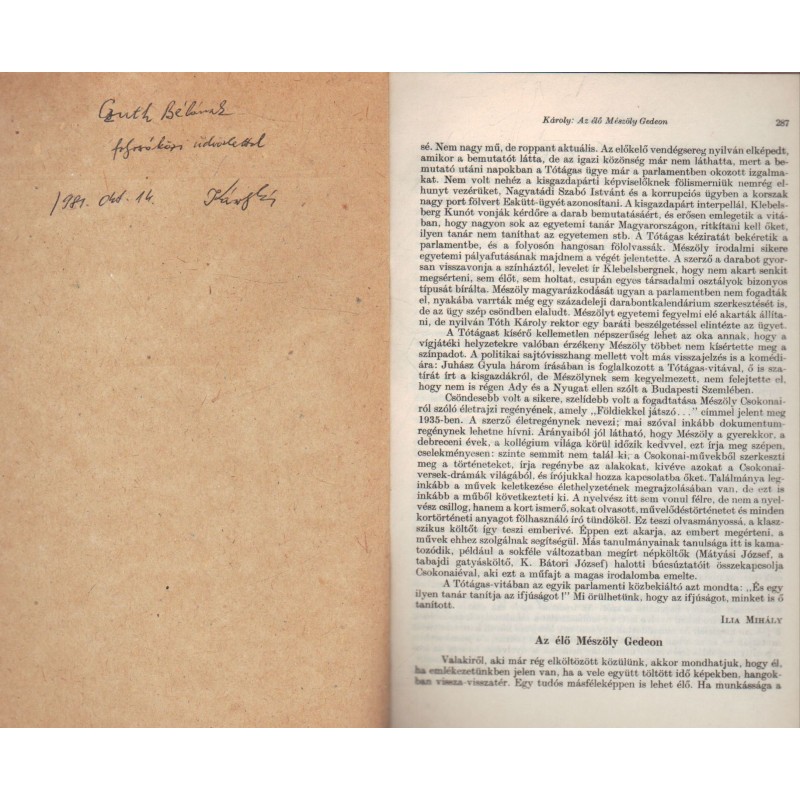 Guth Bélának
üdvözlettel
1981. okt. 14.
Károly: Az élő Mészöly Gedeon 287
sé. Nem nagy mű, de roppant aktuális. Az előkelő vendégsereg nyilván elképedt,
amikor a bemutatót látta, de az igazi közönség már nem láthatta, mert a be-
mutató utáni napokban a Tótágas ügye már a parlamentben okozott izgalma-
kat. Nem volt nehéz a kisgazdapárti képviselőknek fölismerniük nemrég el-
hunyt vezérüket, Nagyatádi Szabó Istvánt és a korrupciós ügyben a korszak
nagy port fölvert Eskütt-ügyét azonosítani. A kisgazdapárt interpellál. Klebels-
berg Kunót vonják kérdőre a darab bemutatásáért, és erősen emlegetik a vitá-
ban, hogy nagyon sok az egyetemi tanár Magyarországon, ritkítani kell őket,
ilyen tanár nem taníthat az egyetemen stb. A Tótágas kéziratát bekéretik a
parlamentbe, és a folyosón hangosan fölolvassák. Mészöly irodalmi sikere
egyetemi pályafutásának majdnem a végét jelentette. A szerző a darabot gyor-
san visszavonja a színháztól, levelet ír Klebelsbergnek, hogy nem akart senkit
megsérteni, sem élőt, sem holtat, csupán egyes társadalmi osztályok bizonyos
típusát bírálta. Mészöly magyarázkodását ugyan a parlamentben nem fogadták
el, nyakába varrták még egy századeleji darabontkalendárium szerkesztését is,
de az ügy szép csöndben elaludt. Mészölyt egyetemi fegyelmi elé akarták állíta-
ni, de nyilván Tóth Károly rektor egy baráti beszélgetéssel elintézte az ügyet.
A Tótágast kísérő kellemetlen népszerűség lehet az oka annak, hogy a
vígjátéki helyzetekre valóban érzékeny Mészöly többet nem kísértette meg a
színpadot. A politikai sajtóvisszhang mellett volt más visszajelzés is a komédi-
ára: Juhász Gyula három írásában is foglalkozott a Tótágas-vitával, ő is sza-
tírát írt a kisgazdákról, de Mészölynek sem kegyelmezett, nem felejtette el,
hogy nem is régen Ady és a Nyugat ellen szólt a Budapesti Szemlében.
Csöndesebb volt a sikere, szelídebb volt a fogadtatása Mészöly Csokonai-
ról szóló életrajzi regényének, amely „Földiekkel játszó. . ." címmel jelent meg
1935-ben. A szerző életregénynek nevezi; mai szóval inkább dokumentum-
regénynek lehetne hívni. Arányaiból jól látható, hogy Mészöly a gyerekkor, a
debreceni évek, a kollégium világa körül időzik kedvvel, ezt írja meg szépen,
cselekményesen: szinte semmit nem talál ki, a Csokonai-művekből szerkeszti
meg a történeteket, írja regénybe az alakokat, kivéve azokat a Csokonai-
versek-drámák világából, és írójukkal hozza kapcsolatba őket. Találmánya leg-
inkább a művek keletkezése élethelyzetének megrajzolásában van, de ezt is
inkább a műből következteti ki. A nyelvész itt sem vonul félre, de nem a nyel-
vész csillog, hanem a kort ismerő, sokat olvasott, művelődéstörténetet és minden
kortörténeti anyagot fölhasználó író tündököl. Ez teszi olvasmányossá, a klasz-
szikus költőt így teszi emberivé. Éppen ezt akarja, az embert megérteni, a
művek ehhez szolgálnak segítségül. Más tanulmányainak tanulsága itt is kama-
tozódik, például a sokféle változatban megírt népköltők (Mátyási József, a
tabajdi gatyásköltő, K. Bátori József) halotti búcsúztatóit összekapcsolja
Csokonaiéval, aki ezt a műfajt a magas irodalomba emelte.
A Tótágas-vitában az egyik parlamenti közbekiáltó azt mondta: „És egy
ilyen tanár tanítja az ifjúságot !" Mi örülhetünk, hogy az ifjúságot, minket is ő
tanított.
ILIA MIHÁLY
Az élő Mészöly Gedeon
Valakiről, aki már rég elköltözött közülünk, akkor mondhatjuk, hogy él,
ha emlékezetünkben jelen van, ha a vele együtt töltött idő képekben, hangok-
ban vissza-visszatér. Egy tudós másféleképpen is lehet élő. Ha munkássága a